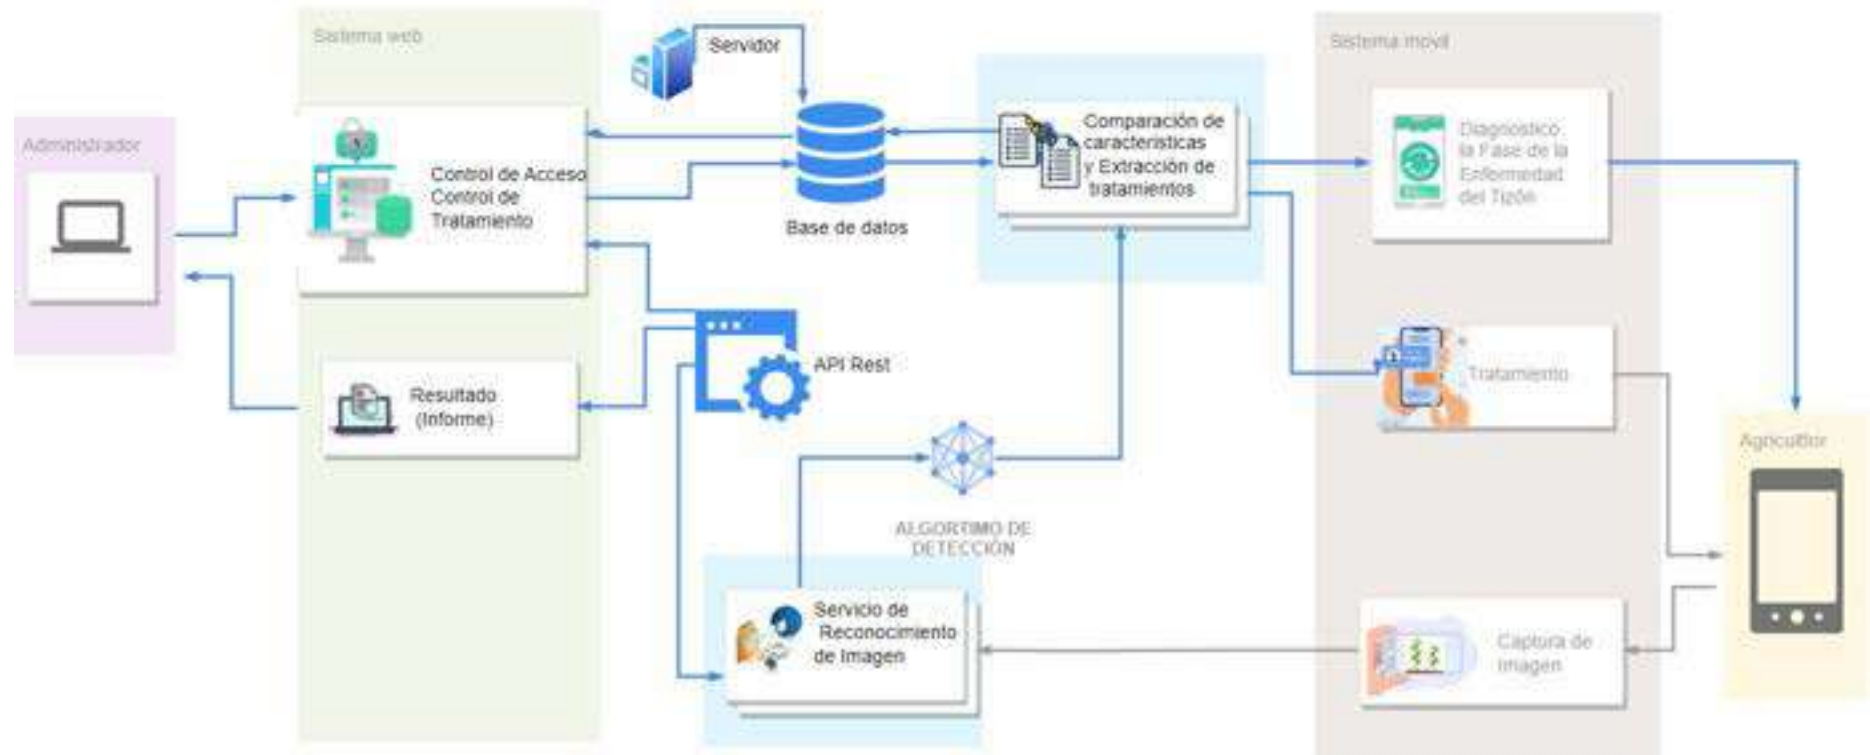 Sistema web
Servidor
Sistema movil
Administrador
Control de Acceso
Control de
Tratamiento
Base de datos
Comparación de
características
y Extracción de
tratamientos
Diagnostico
la Fase de la
Enfermedad
del Tizón
Resultado
(Informe)
API Rest
Tratamiento
Agricultlor
ALGORTIMO DE
DETECCIÓN
Servicio de
Reconocimiento
de Imagen
Captura de
Imagen